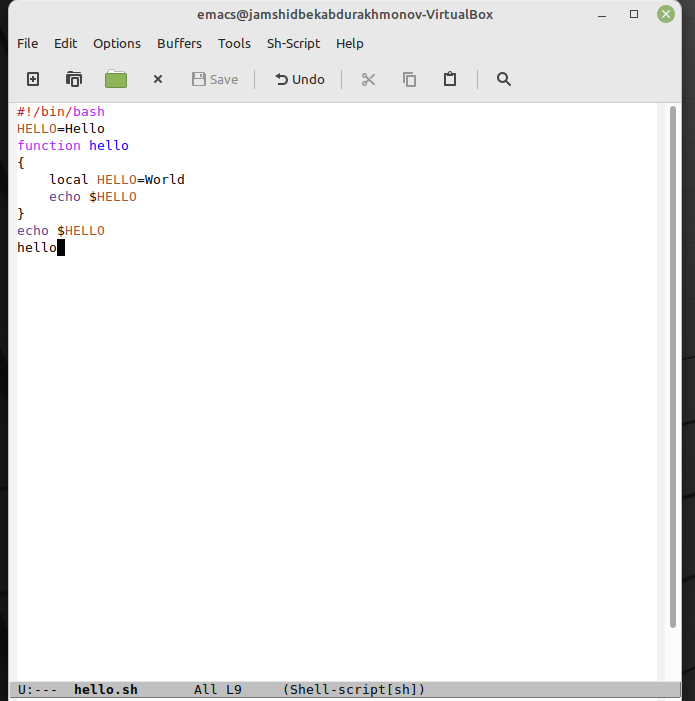 emacs@jamshidbekabdurakhmonov-VirtualBox
File Edit Options Buffers Tools Sh-Script Help
Save Undo
#!/bin/bash
HELLO=Hello
function hello
{
    local HELLO=World
    echo $HELLO
}
echo $HELLO
hello
U:--- hello.sh All L9 (Shell-script[sh])